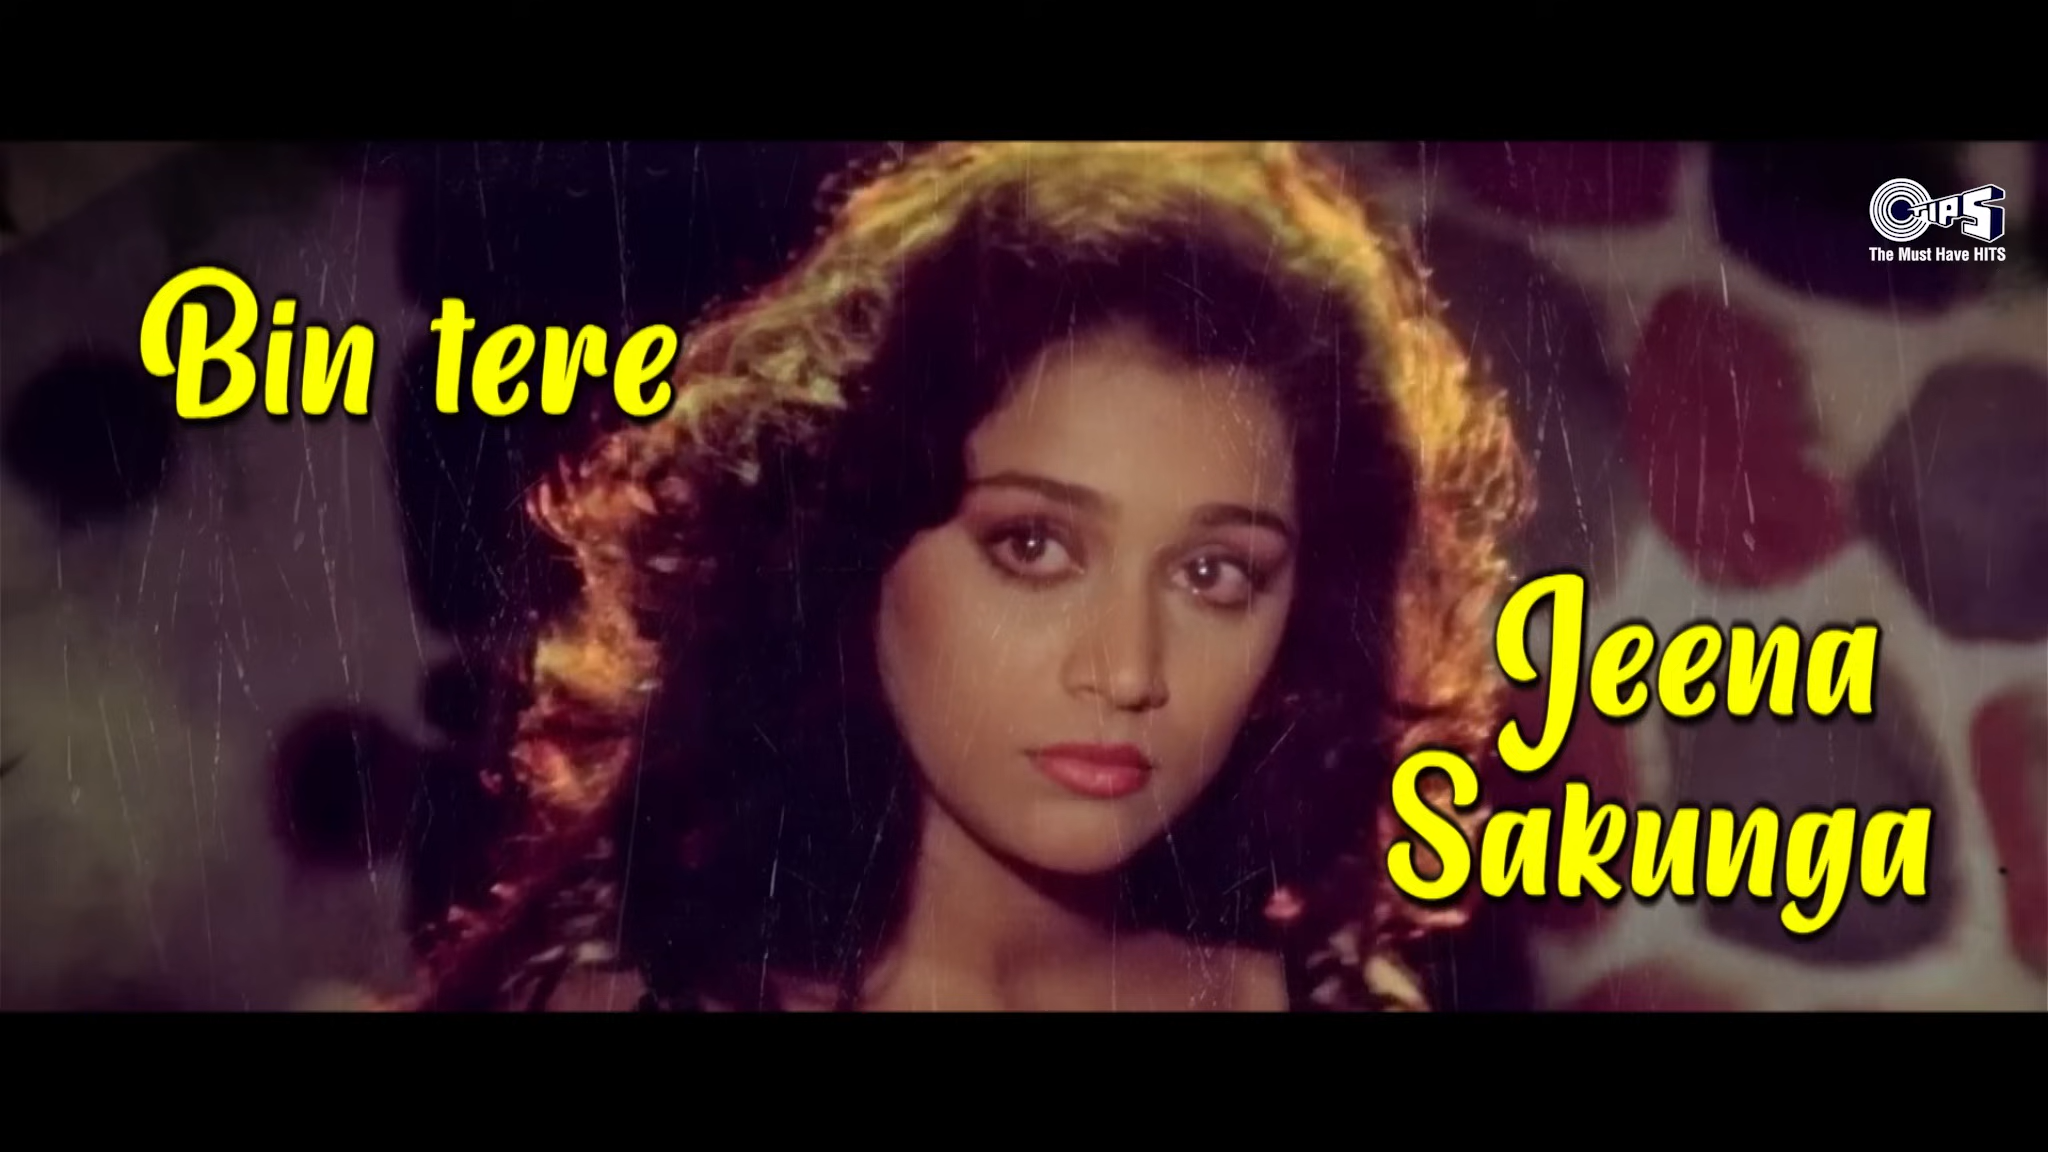 Bin tere
TIPS
The Must Have HITS
Jeena
Sakunga